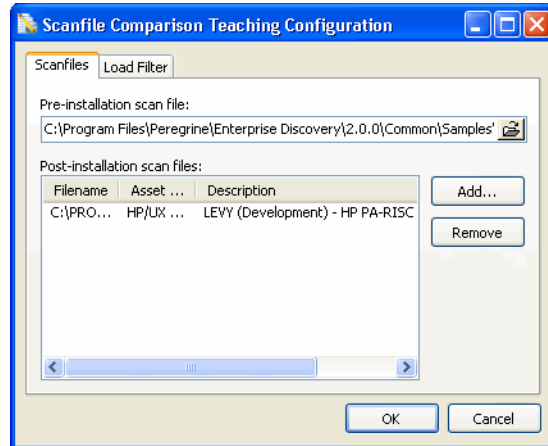 Scanfile Comparison Teaching Configuration
Scanfiles Load Filter
Pre-installation scan file:
C:\Program Files\Peregrine\Enterprise Discovery\2.0.0\Common\Samples'
Post-installation scan files:
Filename Asset ... Description
C:\PRO... HP/UX ... LEVY (Development) - HP PA-RISC
Add...
Remove
OK Cancel